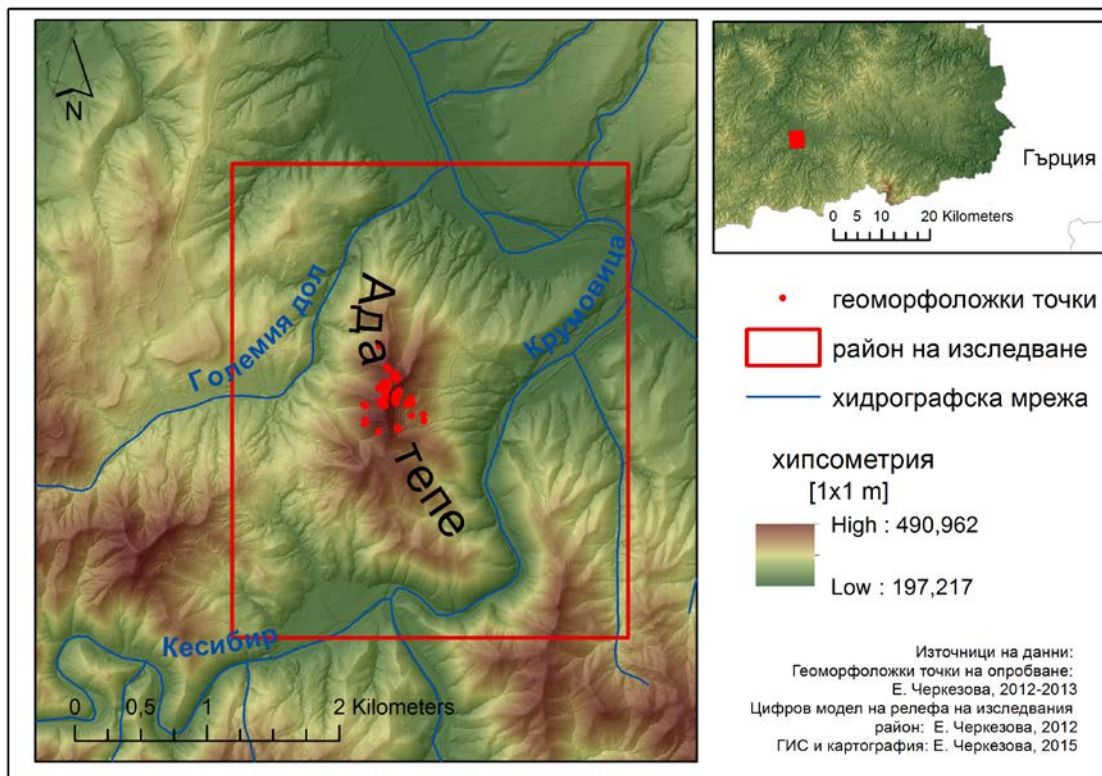 N
Големия дол
Ада
тепе
Крумовица
Кесибир
0 0,5 1 2 Kilometers
Гърция
0 5 10 20 Kilometers
геоморфоложки точки
район на изследване
хидрографска мрежа
хипсометрия
[1x1 m]
High : 490,962
Low : 197,217
Източници на данни:
Геоморфоложки точки на опробване:
Е. Черкезова, 2012-2013
Цифров модел на релефа на изследвания
район: Е. Черкезова, 2012
ГИС и картография: Е. Черкезова, 2015